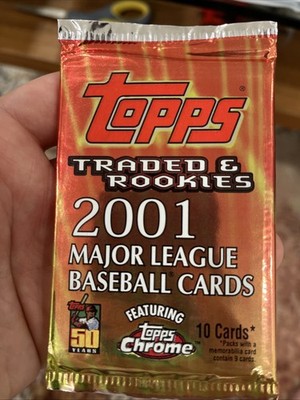 Topps
TRADED &
ROOKIES
2001
MAJOR LEAGUE
BASEBALL CARDS
FEATURING
Topps
Chrome
Topps
50
YEARS
10 Cards*
*Packs with a
memorabilia card
contain 9 cards.